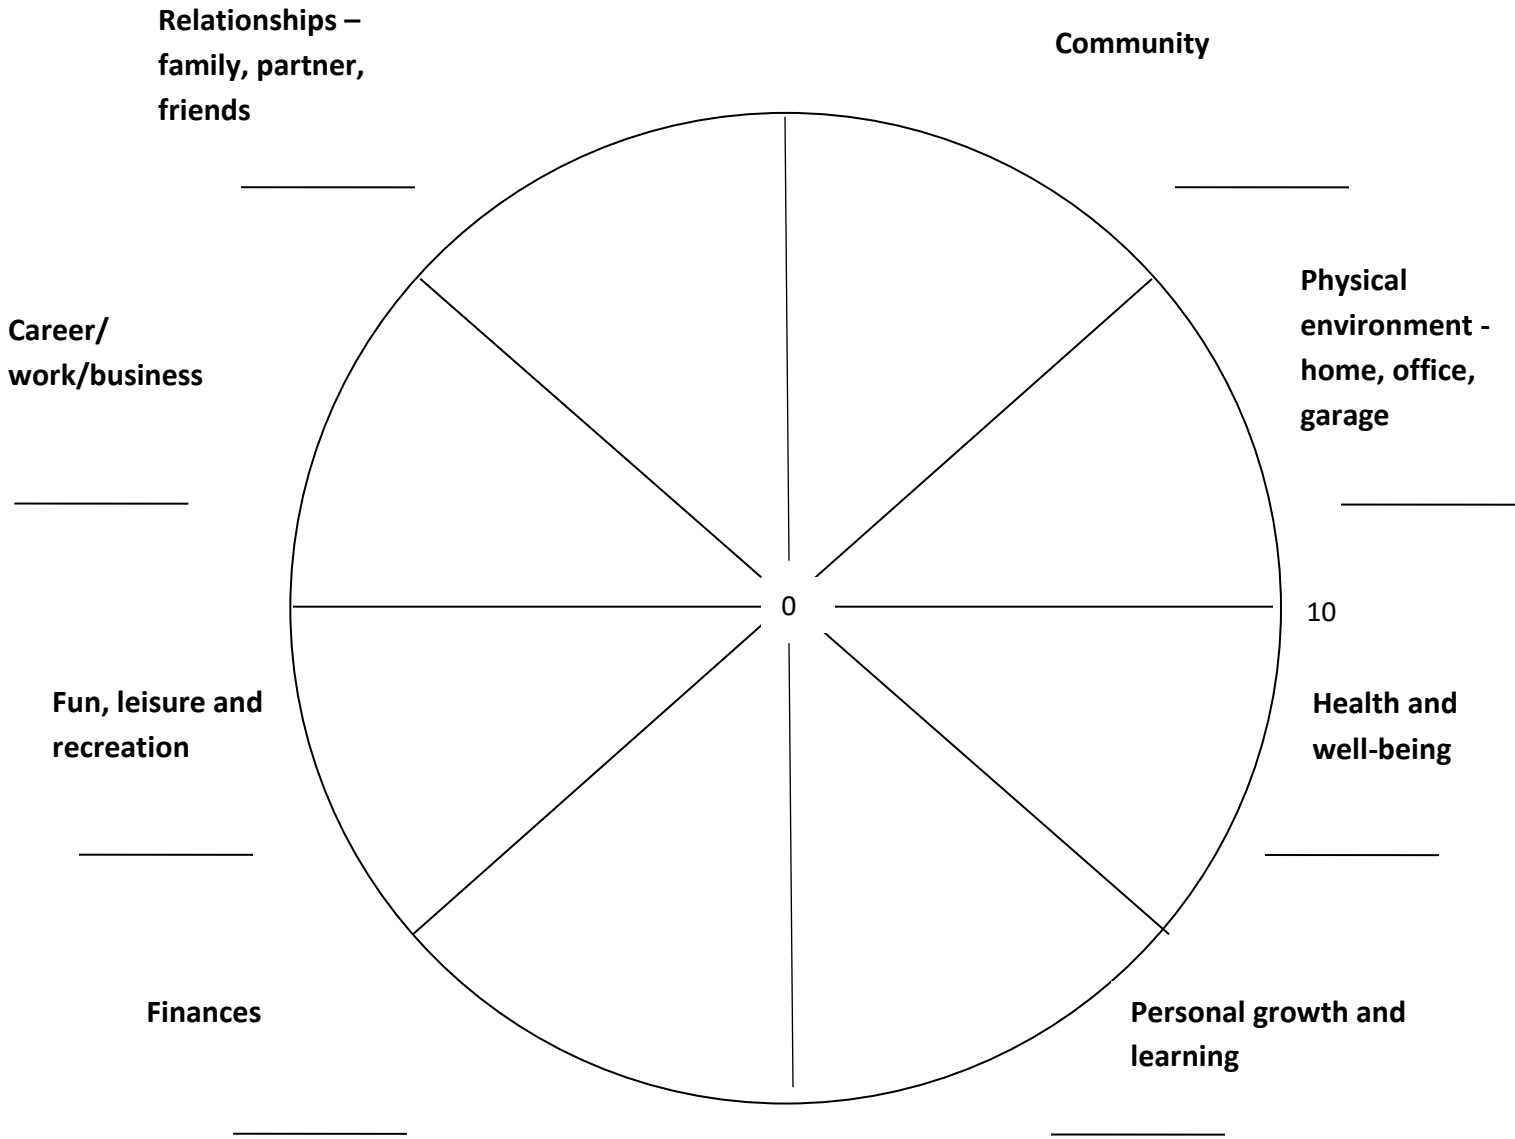 Relationships –
family, partner,
friends
Community
Career/
work/business
Physical
environment -
home, office,
garage
0
10
Fun, leisure and
recreation
Health and
well-being
Finances
Personal growth and
learning